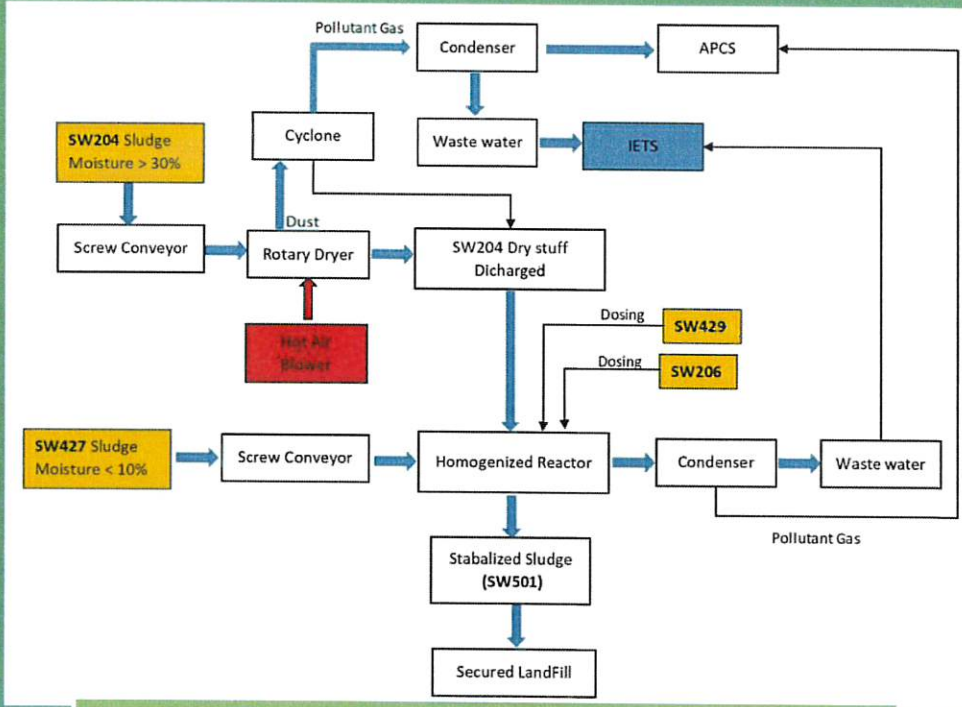 Pollutant Gas
Condenser
APCS
SW204 Sludge
Moisture > 30%
Cyclone
Waste water
IETS
Dust
Screw Conveyor
Rotary Dryer
SW204 Dry stuff
Dicharged
Hot Air
Blower
Dosing
SW429
Dosing
SW206
SW427 Sludge
Moisture < 10%
Screw Conveyor
Homogenized Reactor
Condenser
Waste water
Pollutant Gas
Stabalized Sludge
(SW501)
Secured LandFill